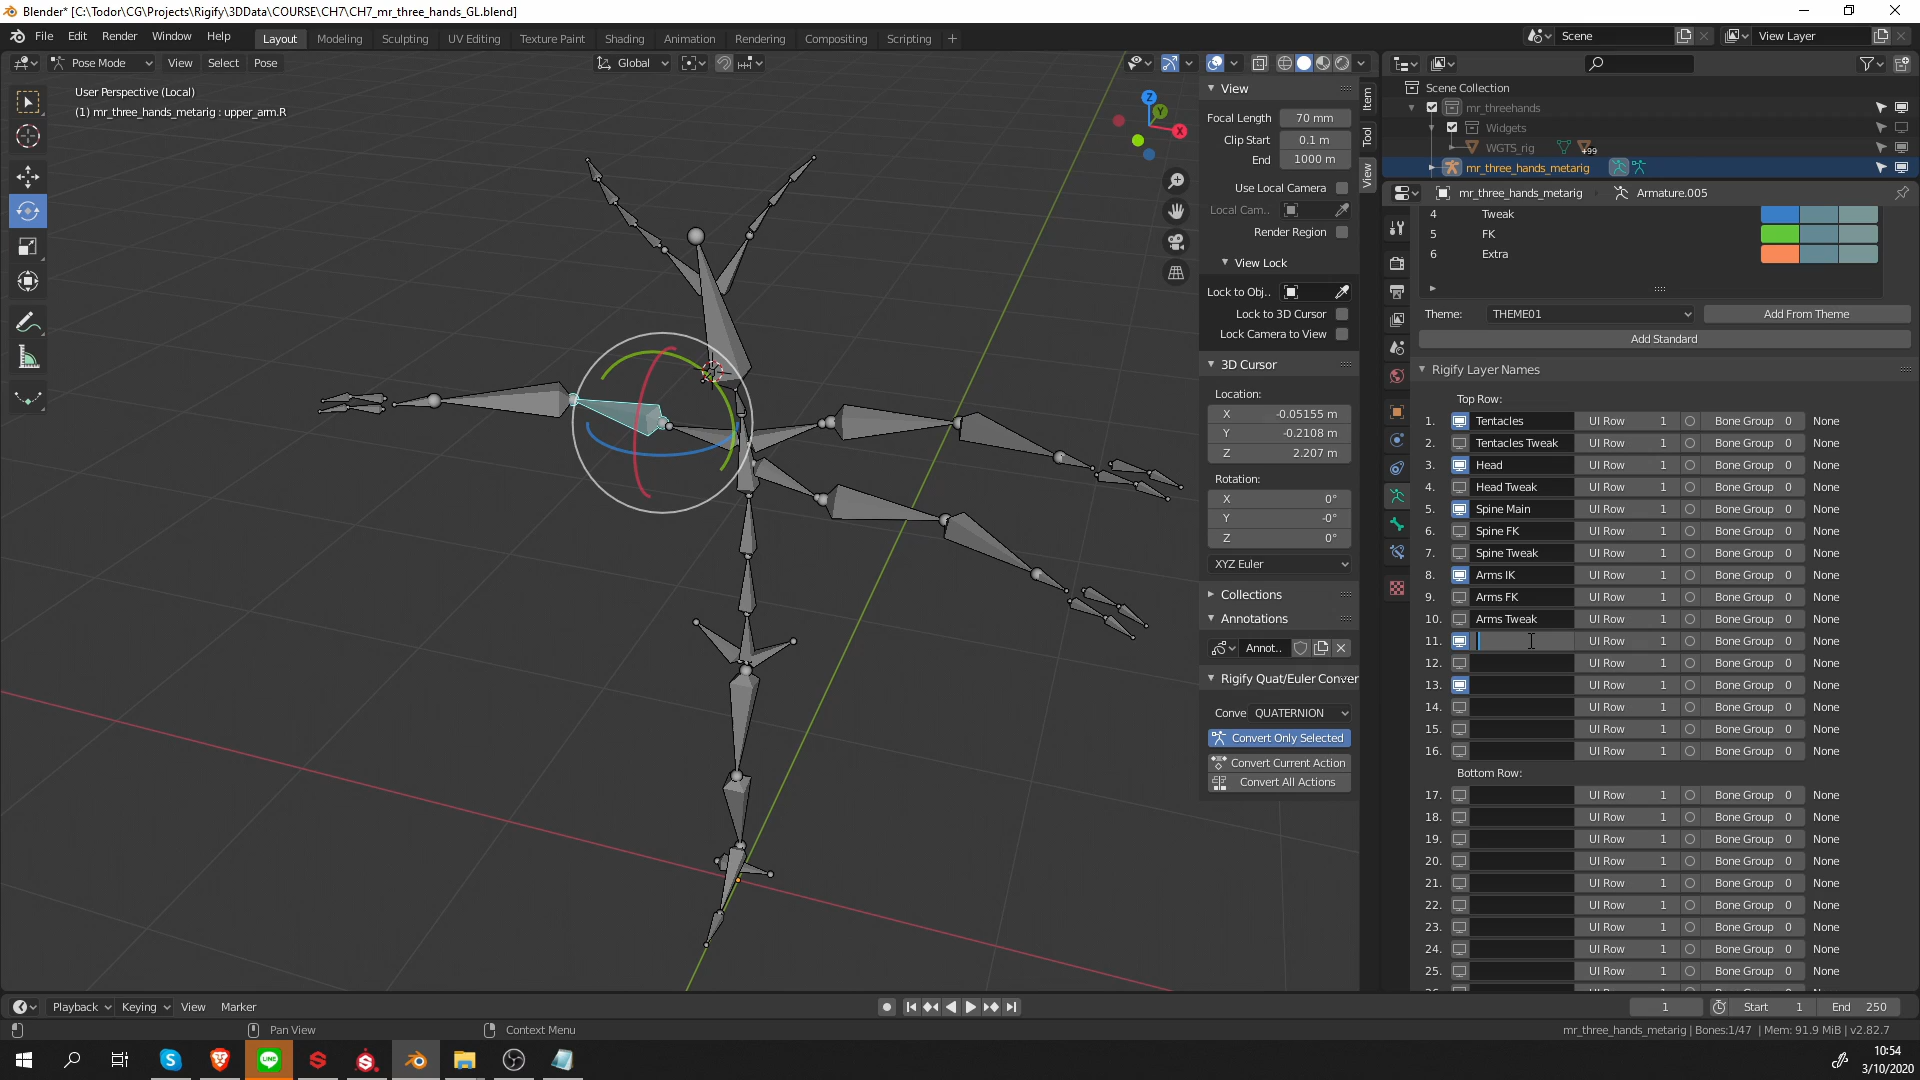 Blender* [C:\Todor\CG\Projects\Rigify\3DData\COURSE\CH7\CH7_mr_three_hands_GL.blend]
File Edit Render Window Help Layout Modeling Sculpting UV Editing Texture Paint Shading Animation Rendering Compositing Scripting + Scene View Layer
Pose Mode View Select Pose Global
User Perspective (Local)
(1) mr_three_hands_metarig : upper_arm.R
Z
Y
X
View
Focal Length 70 mm
Clip Start 0.1 m
End 1000 m
Use Local Camera
Local Cam..
Render Region
View Lock
Lock to Obj..
Lock to 3D Cursor
Lock Camera to View
3D Cursor
Location:
X -0.05155 m
Y -0.2108 m
Z 2.207 m
Rotation:
X 0°
Y -0°
Z 0°
XYZ Euler
Collections
Annotations
Annot..
Rigify Quat/Euler Conver
Conve QUATERNION
Convert Only Selected
Convert Current Action
Convert All Actions
Item
Tool
View
Scene Collection
mr_threehands
Widgets
WGTS_rig +99
mr_three_hands_metarig
mr_three_hands_metarig Armature.005
4 Tweak
5 FK
6 Extra
Theme: THEME01 Add From Theme
Add Standard
Rigify Layer Names
Top Row:
1. Tentacles UI Row 1 Bone Group 0 None
2. Tentacles Tweak UI Row 1 Bone Group 0 None
3. Head UI Row 1 Bone Group 0 None
4. Head Tweak UI Row 1 Bone Group 0 None
5. Spine Main UI Row 1 Bone Group 0 None
6. Spine FK UI Row 1 Bone Group 0 None
7. Spine Tweak UI Row 1 Bone Group 0 None
8. Arms IK UI Row 1 Bone Group 0 None
9. Arms FK UI Row 1 Bone Group 0 None
10. Arms Tweak UI Row 1 Bone Group 0 None
11. UI Row 1 Bone Group 0 None
12. UI Row 1 Bone Group 0 None
13. UI Row 1 Bone Group 0 None
14. UI Row 1 Bone Group 0 None
15. UI Row 1 Bone Group 0 None
16. UI Row 1 Bone Group 0 None
Bottom Row:
17. UI Row 1 Bone Group 0 None
18. UI Row 1 Bone Group 0 None
19. UI Row 1 Bone Group 0 None
20. UI Row 1 Bone Group 0 None
21. UI Row 1 Bone Group 0 None
22. UI Row 1 Bone Group 0 None
23. UI Row 1 Bone Group 0 None
24. UI Row 1 Bone Group 0 None
25. UI Row 1 Bone Group 0 None
Playback Keying View Marker 1 Start 1 End 250
Pan View Context Menu mr_three_hands_metarig | Bones:1/47 | Mem: 91.9 MiB | v2.82.7
LINE
10:54
3/10/2020